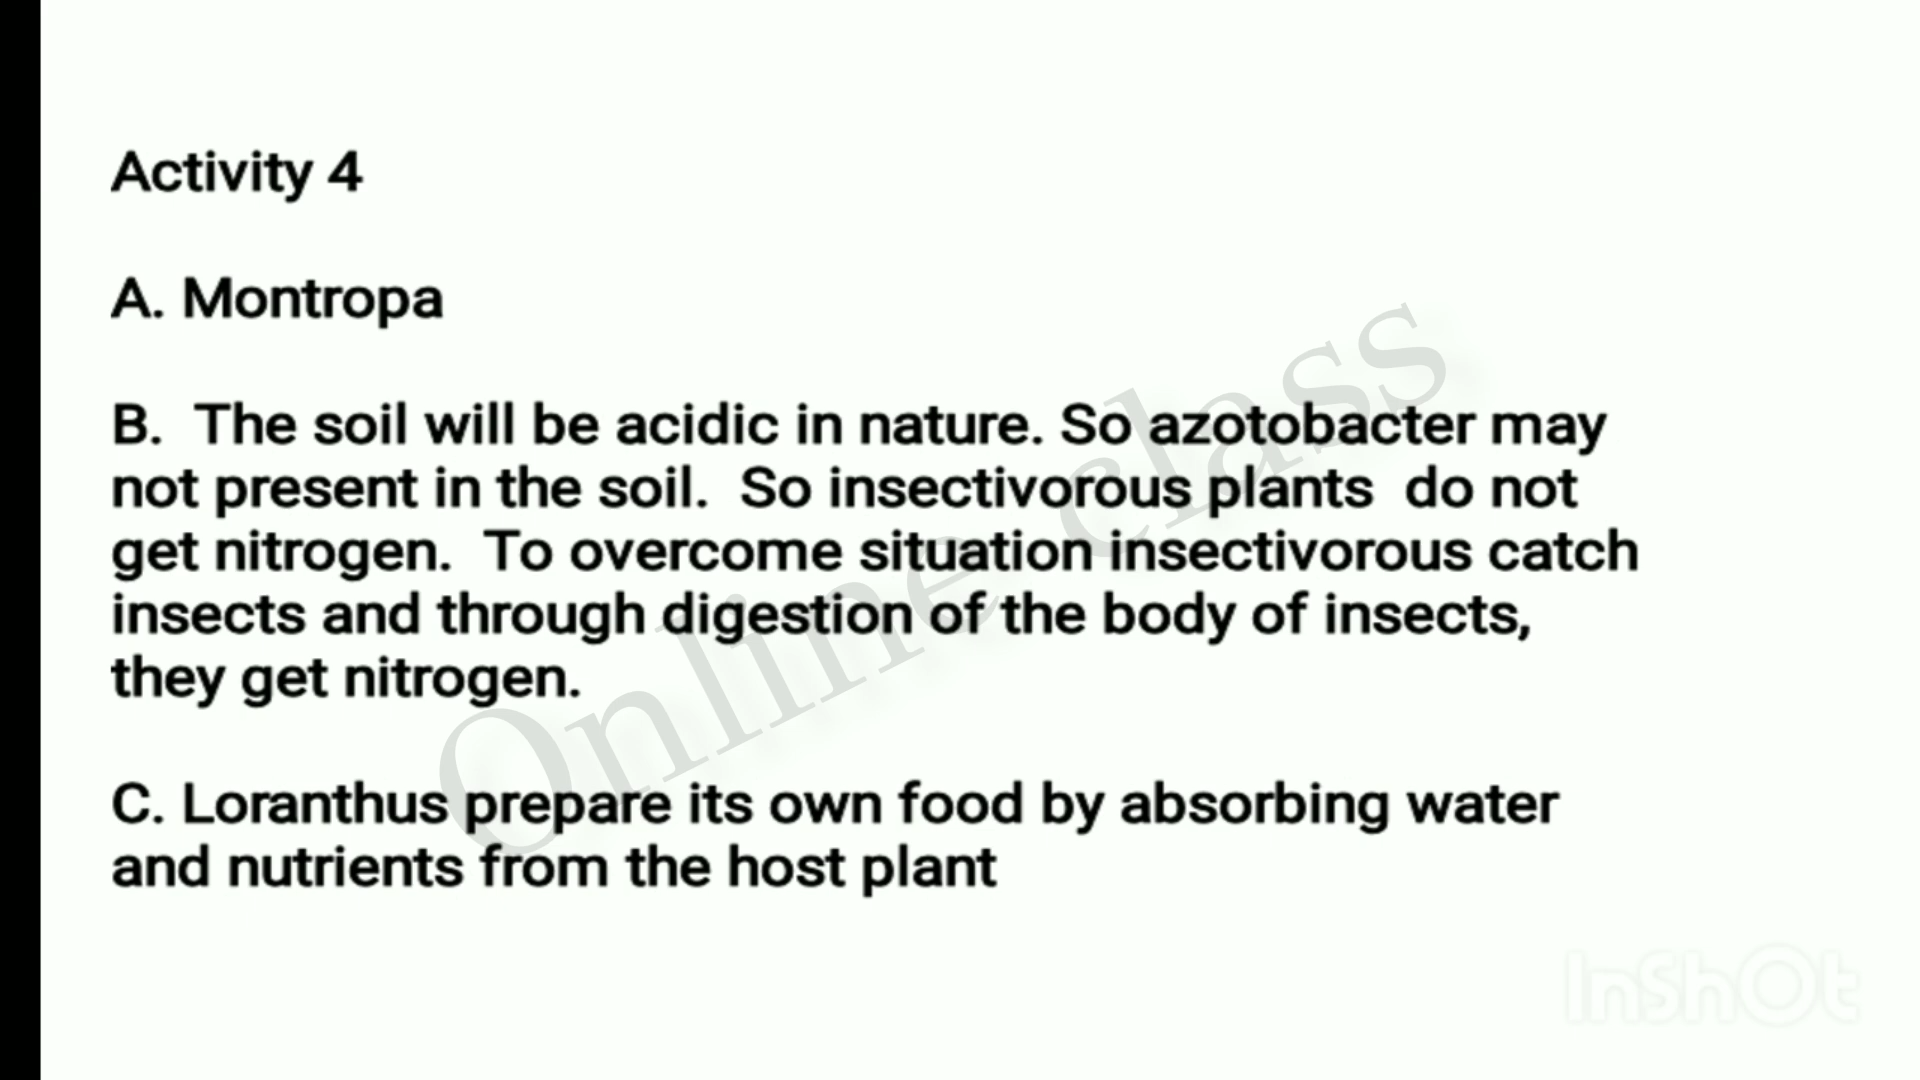 Activity 4
A. Montropa
B. The soil will be acidic in nature. So azotobacter may
not present in the soil. So insectivorous plants do not
get nitrogen. To overcome situation insectivorous catch
insects and through digestion of the body of insects,
they get nitrogen.
C. Loranthus prepare its own food by absorbing water
and nutrients from the host plant
Online class
InShOt